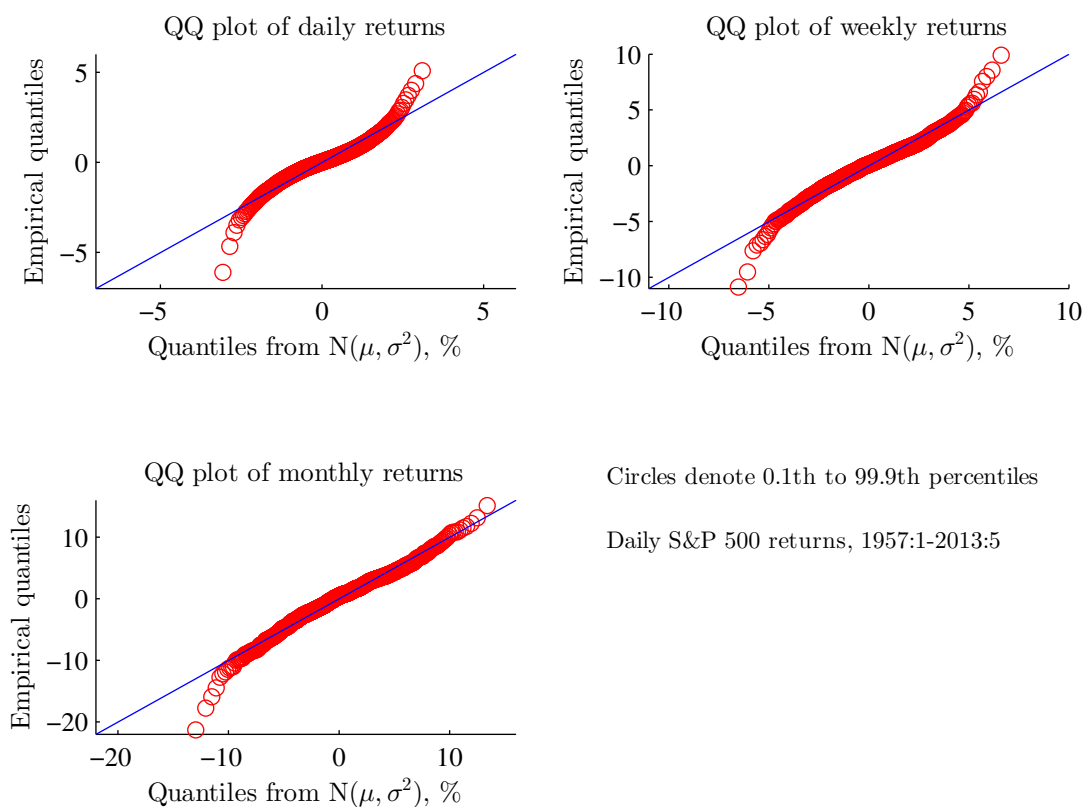 QQ plot of daily returns
Empirical quantiles
5
0
−5
−5 0 5
Quantiles from N(μ, σ²), %
QQ plot of weekly returns
Empirical quantiles
10
5
0
−5
−10
−10 −5 0 5 10
Quantiles from N(μ, σ²), %
QQ plot of monthly returns
Empirical quantiles
10
0
−10
−20
−20 −10 0 10
Quantiles from N(μ, σ²), %
Circles denote 0.1th to 99.9th percentiles
Daily S&P 500 returns, 1957:1-2013:5